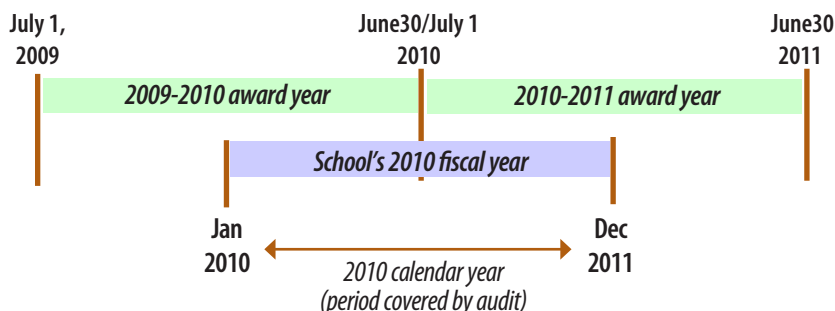 July 1,
2009
June30/July 1
2010
June30
2011
2009-2010 award year
2010-2011 award year
School's 2010 fiscal year
Jan
2010
Dec
2011
2010 calendar year
(period covered by audit)